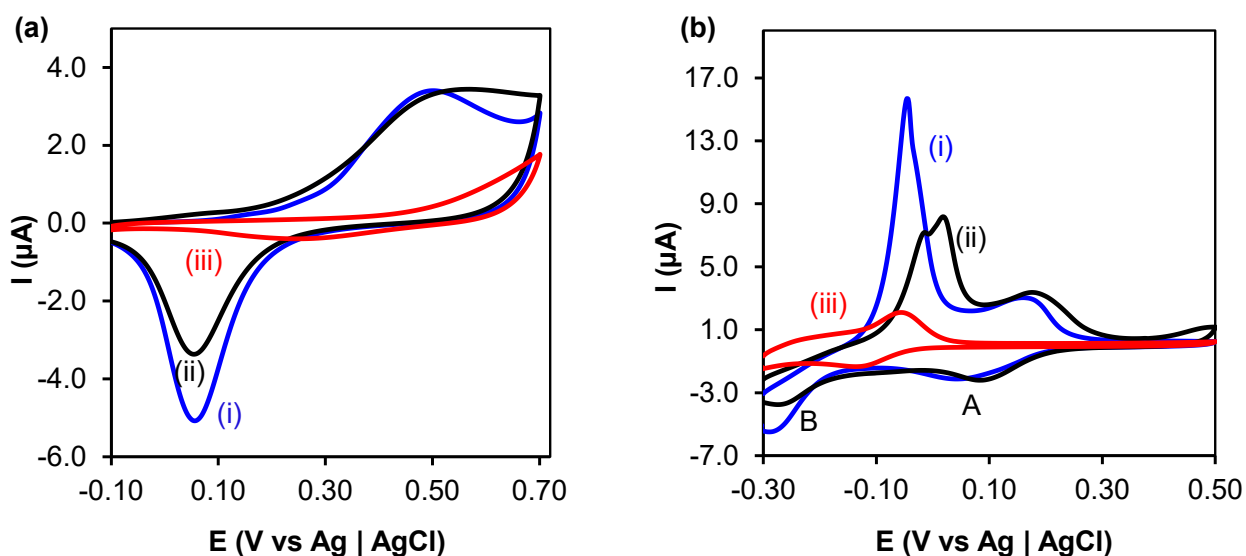 (a)
4.0
2.0
0.0
-2.0
-4.0
-6.0
I (µA)
(iii)
(ii)
(i)
-0.10
0.10
0.30
0.50
0.70
E (V vs Ag | AgCl)
(b)
17.0
13.0
9.0
5.0
1.0
-3.0
-7.0
I (µA)
(i)
(ii)
(iii)
A
B
-0.30
-0.10
0.10
0.30
0.50
E (V vs Ag | AgCl)